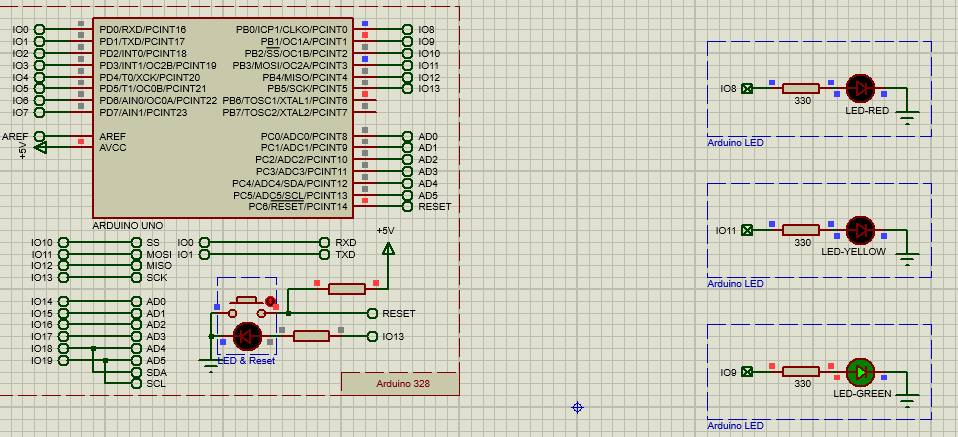 IO0 PD0/RXD/PCINT16 PB0/ICP1/CLKO/PCINT0 IO8
IO1 PD1/TXD/PCINT17 PB1/OC1A/PCINT1 IO9
IO2 PD2/INT0/PCINT18 PB2/SS/OC1B/PCINT2 IO10
IO3 PD3/INT1/OC2B/PCINT19 PB3/MOSI/OC2A/PCINT3 IO11
IO4 PD4/T0/XCK/PCINT20 PB4/MISO/PCINT4 IO12
IO5 PD5/T1/OC0B/PCINT21 PB5/SCK/PCINT5 IO13
IO6 PD6/AIN0/OC0A/PCINT22 PB6/TOSC1/XTAL1/PCINT6
IO7 PD7/AIN1/PCINT23 PB7/TOSC2/XTAL2/PCINT7
AREF AREF PC0/ADC0/PCINT8 AD0
+5V AVCC PC1/ADC1/PCINT9 AD1
PC2/ADC2/PCINT10 AD2
PC3/ADC3/PCINT11 AD3
PC4/ADC4/SDA/PCINT12 AD4
PC5/ADC5/SCL/PCINT13 AD5
PC6/RESET/PCINT14 RESET
ARDUINO UNO
IO10 SS
IO11 MOSI
IO12 MISO
IO13 SCK
IO0 RXD
IO1 TXD
+5V
IO14 AD0
IO15 AD1
IO16 AD2
IO17 AD3
IO18 AD4
IO19 AD5
SDA
SCL
RESET
IO13
LED & Reset
Arduino 328
IO8
330
LED-RED
Arduino LED
IO11
330
LED-YELLOW
Arduino LED
IO9
330
LED-GREEN
Arduino LED